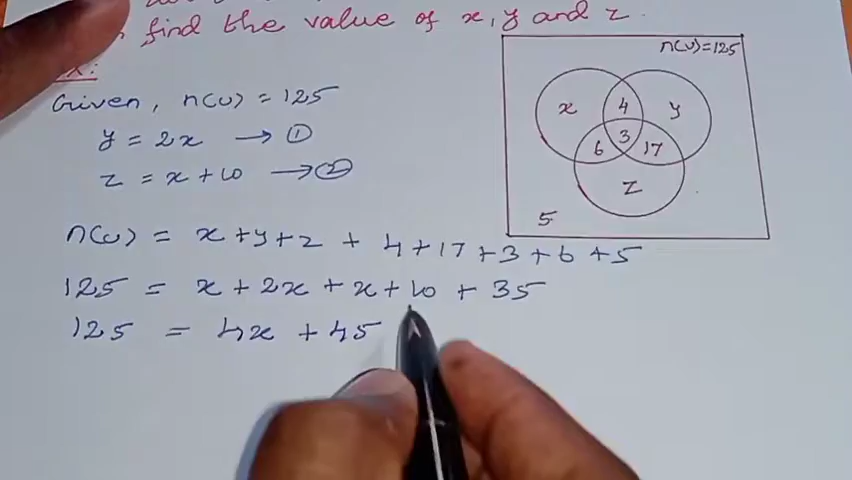 find the value of x, y and z.
Given, n(U) = 125
y = 2x → ①
z = x + 10 → ②
n(U) = x + y + z + 4 + 17 + 3 + 6 + 5
125 = x + 2x + x + 10 + 35
125 = 4x + 45
n(U) = 125
x 4 y
3
6 17
z
5